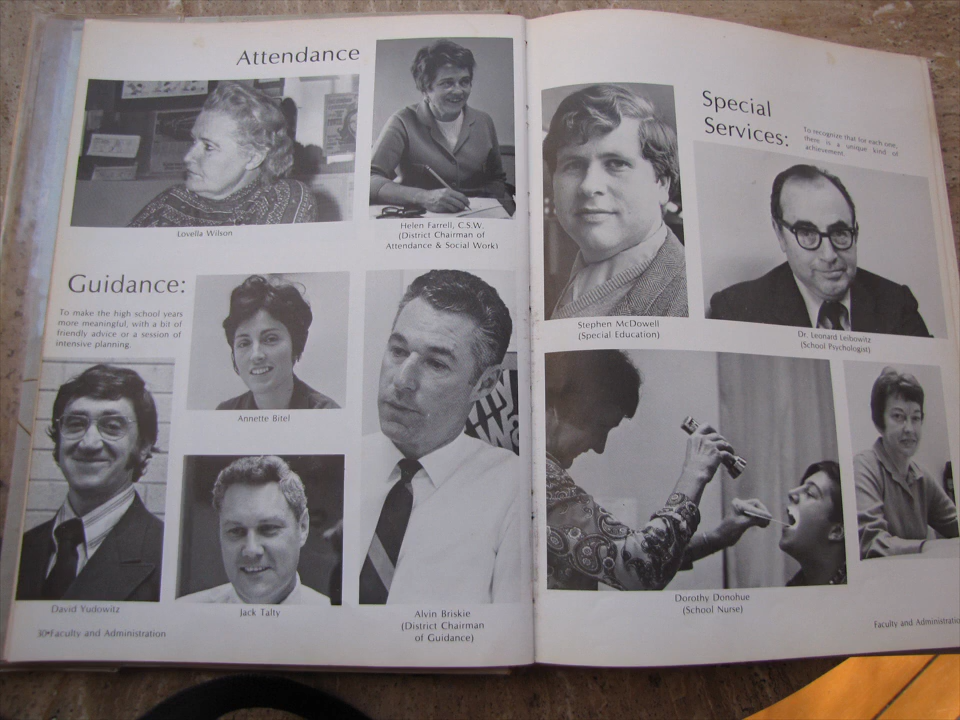 Attendance
Lovella Wilson
Helen Farrell, C.S.W.
(District Chairman of
Attendance & Social Work)
Guidance:
To make the high school years
more meaningful, with a bit of
friendly advice or a session of
intensive planning.
Annette Bitel
David Yudowitz
Jack Talty
Alvin Briskie
(District Chairman
of Guidance)
30•Faculty and Administration
Special
Services:
To recognize that for each one,
there is a unique kind of
achievement.
Stephen McDowell
(Special Education)
Dr. Leonard Leibowitz
(School Psychologist)
Dorothy Donohue
(School Nurse)
Faculty and Administratio